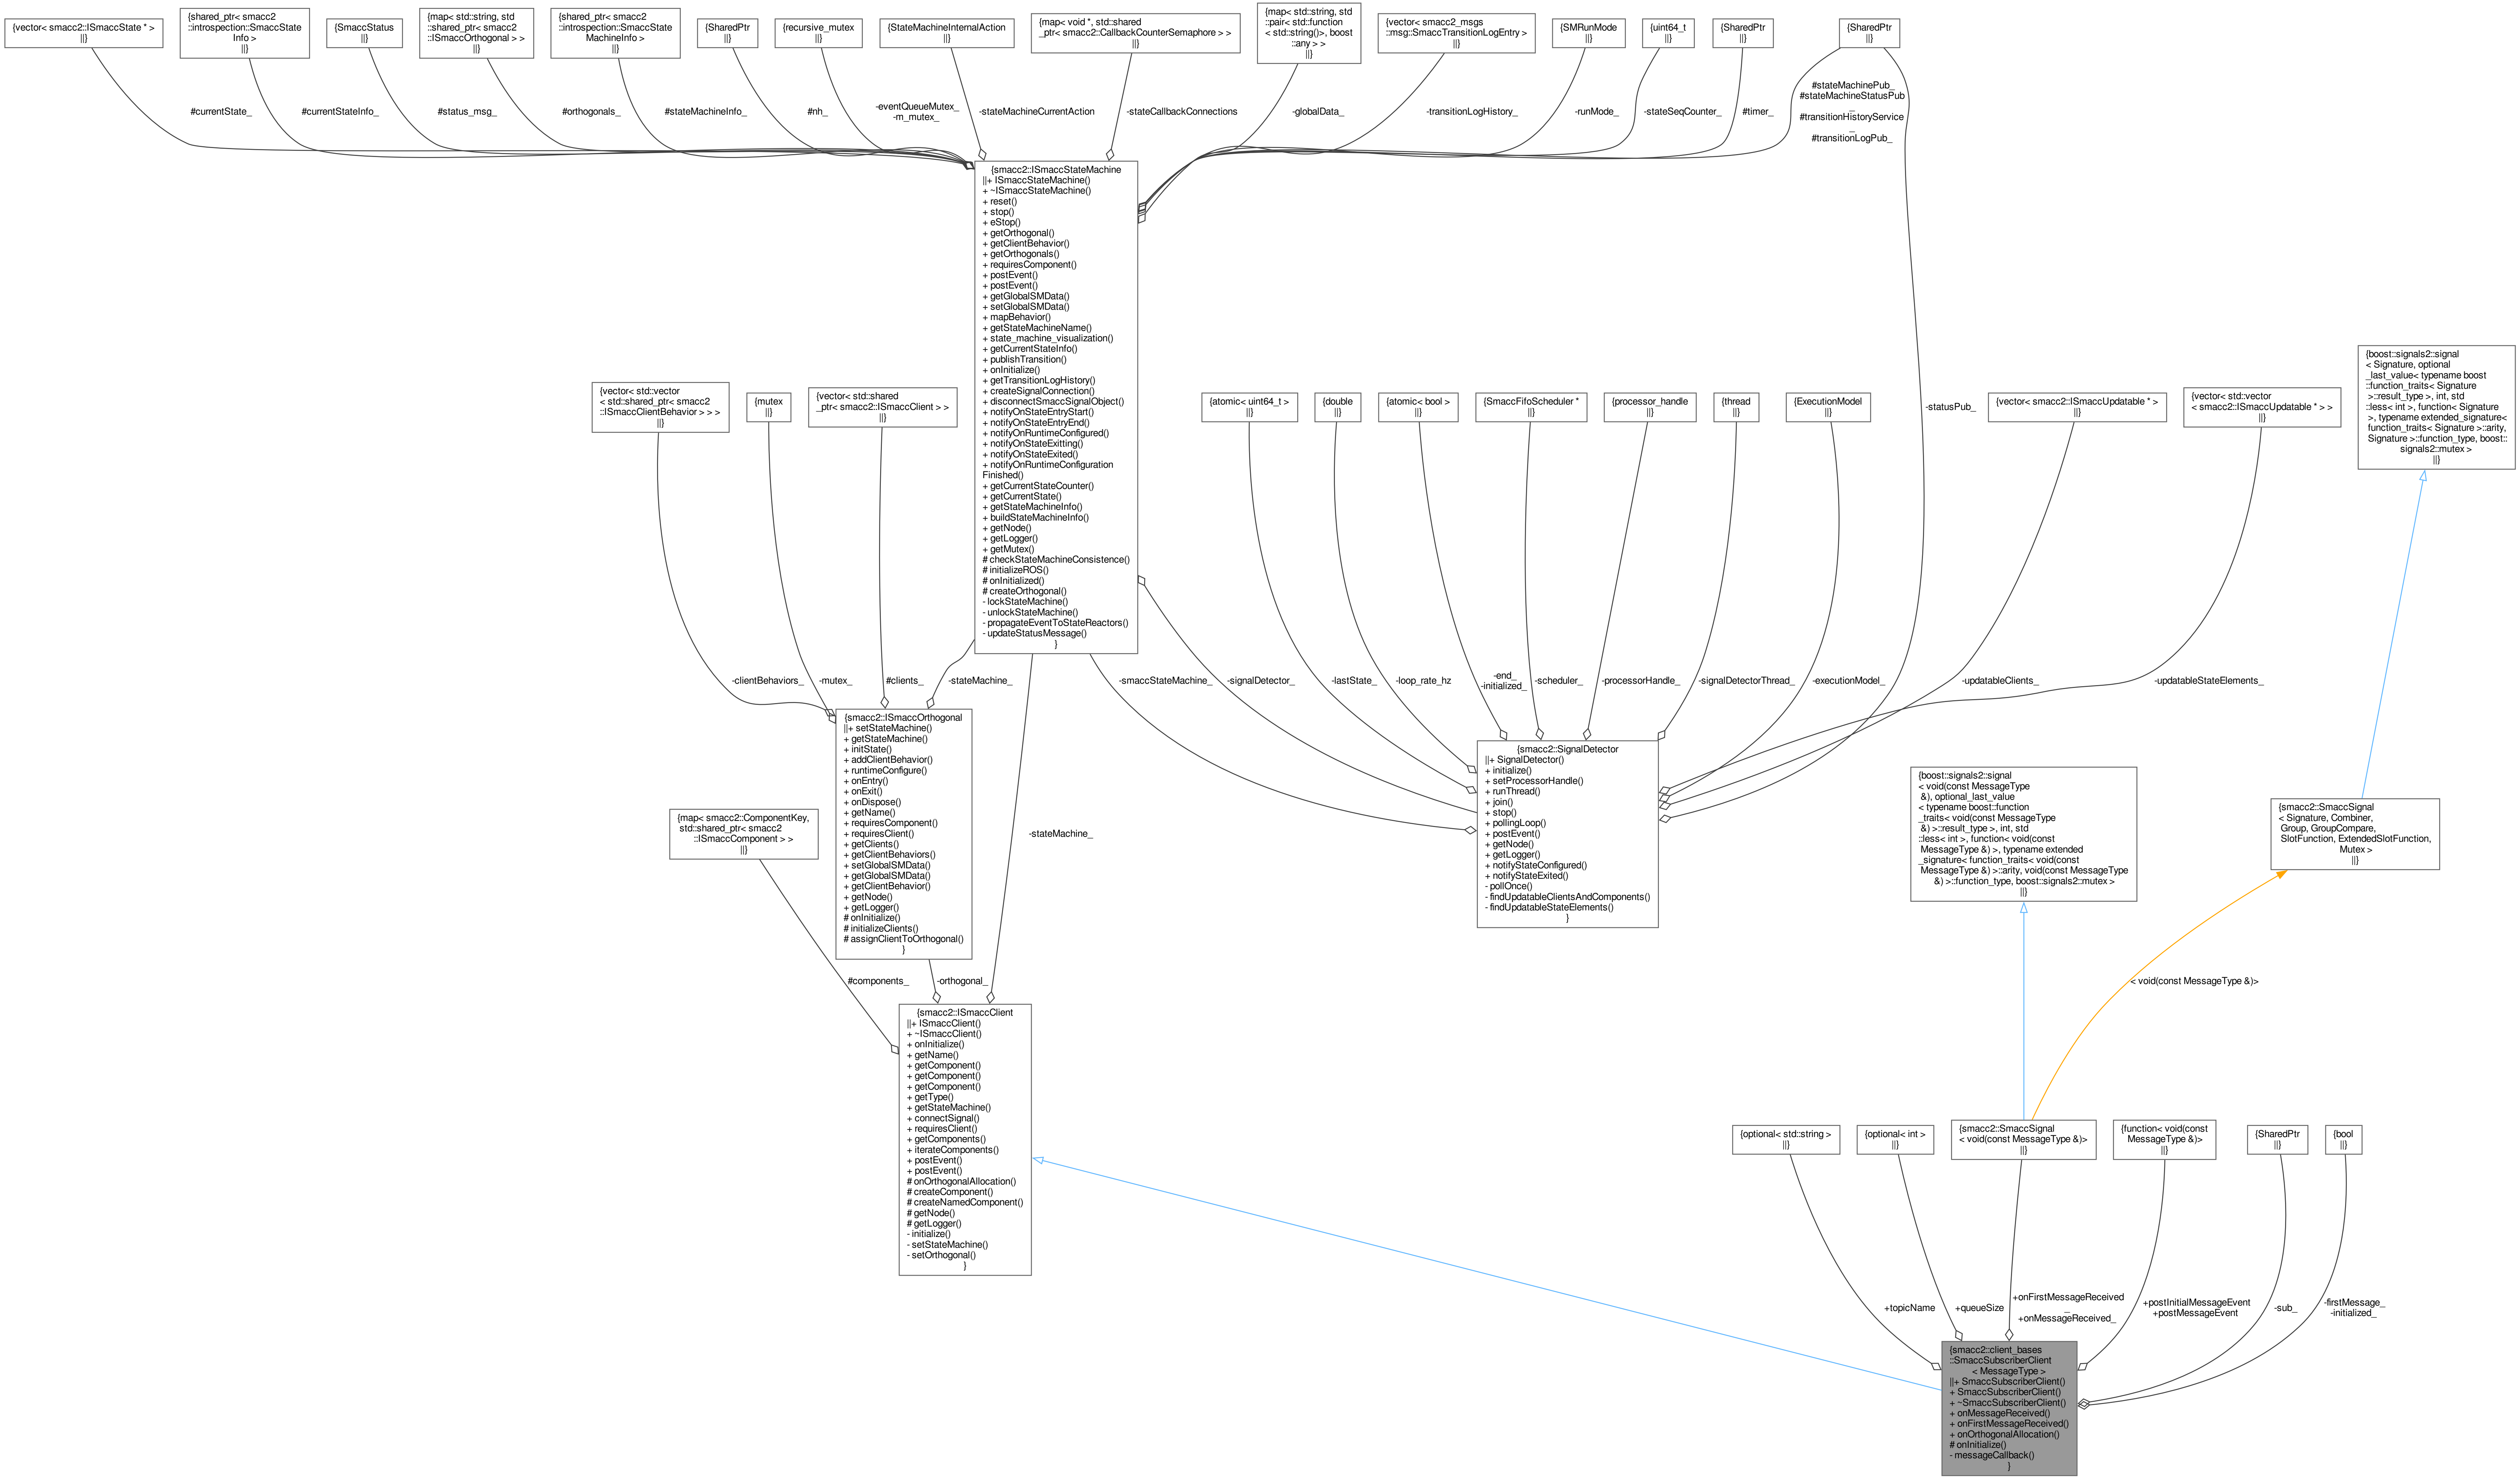 {vector< smacc2::ISmaccState * >
||}
{shared_ptr< smacc2
::introspection::SmaccState
Info >
||}
{SmaccStatus
||}
{map< std::string, std
::shared_ptr< smacc2
::ISmaccOrthogonal > >
||}
{shared_ptr< smacc2
::introspection::SmaccState
MachineInfo >
||}
{SharedPtr
||}
{recursive_mutex
||}
{StateMachineInternalAction
||}
{map< void *, std::shared
_ptr< smacc2::CallbackCounterSemaphore > >
||}
{map< std::string, std
::pair< std::function
< std::string()>, boost
::any > >
||}
{vector< smacc2_msgs
::msg::SmaccTransitionLogEntry >
||}
{SMRunMode
||}
{uint64_t
||}
{SharedPtr
||}
{SharedPtr
||}
#currentState_
#currentStateInfo_
#status_msg_
#orthogonals_
#stateMachineInfo_
#nh_
-eventQueueMutex_
-m_mutex_
-stateMachineCurrentAction
-stateCallbackConnections
-globalData_
-transitionLogHistory_
-runMode_
-stateSeqCounter_
#timer_
#stateMachinePub_
#stateMachineStatusPub
_
#transitionHistoryService
_
#transitionLogPub_
{smacc2::ISmaccStateMachine
||+ ISmaccStateMachine()
+ ~ISmaccStateMachine()
+ reset()
+ stop()
+ eStop()
+ getOrthogonal()
+ getClientBehavior()
+ getOrthogonals()
+ requiresComponent()
+ postEvent()
+ postEvent()
+ getGlobalSMData()
+ setGlobalSMData()
+ mapBehavior()
+ getStateMachineName()
+ state_machine_visualization()
+ getCurrentStateInfo()
+ publishTransition()
+ onInitialize()
+ getTransitionLogHistory()
+ createSignalConnection()
+ disconnectSmaccSignalObject()
+ notifyOnStateEntryStart()
+ notifyOnStateEntryEnd()
+ notifyOnRuntimeConfigured()
+ notifyOnStateExitting()
+ notifyOnStateExited()
+ notifyOnRuntimeConfiguration
Finished()
+ getCurrentStateCounter()
+ getCurrentState()
+ getStateMachineInfo()
+ buildStateMachineInfo()
+ getNode()
+ getLogger()
+ getMutex()
# checkStateMachineConsistence()
# initializeROS()
# onInitialized()
# createOrthogonal()
- lockStateMachine()
- unlockStateMachine()
- propagateEventToStateReactors()
- updateStatusMessage()
}
{boost::signals2::signal
< Signature, optional
_last_value< typename boost
::function_traits< Signature
>::result_type >, int, std
::less< int >, function< Signature
>, typename extended_signature<
function_traits< Signature >::arity,
Signature >::function_type, boost::
signals2::mutex >
||}
{vector< std::vector
< std::shared_ptr< smacc2
::ISmaccClientBehavior > > >
||}
{mutex
||}
{vector< std::shared
_ptr< smacc2::ISmaccClient > >
||}
{atomic< uint64_t >
||}
{double
||}
{atomic< bool >
||}
{SmaccFifoScheduler *
||}
{processor_handle
||}
{thread
||}
{ExecutionModel
||}
-statusPub_
{vector< smacc2::ISmaccUpdatable * >
||}
{vector< std::vector
< smacc2::ISmaccUpdatable * > >
||}
-clientBehaviors_
-mutex_
#clients_
-stateMachine_
-smaccStateMachine_
-signalDetector_
-lastState_
-loop_rate_hz
-end_
-initialized_
-scheduler_
-processorHandle_
-signalDetectorThread_
-executionModel_
-updatableClients_
-updatableStateElements_
{smacc2::ISmaccOrthogonal
||+ setStateMachine()
+ getStateMachine()
+ initState()
+ addClientBehavior()
+ runtimeConfigure()
+ onEntry()
+ onExit()
+ onDispose()
+ getName()
+ requiresComponent()
+ requiresClient()
+ getClients()
+ getClientBehaviors()
+ setGlobalSMData()
+ getGlobalSMData()
+ getClientBehavior()
+ getNode()
+ getLogger()
# onInitialize()
# initializeClients()
# assignClientToOrthogonal()
}
{smacc2::SignalDetector
||+ SignalDetector()
+ initialize()
+ setProcessorHandle()
+ runThread()
+ join()
+ stop()
+ pollingLoop()
+ postEvent()
+ getNode()
+ getLogger()
+ notifyStateConfigured()
+ notifyStateExited()
- pollOnce()
- findUpdatableClientsAndComponents()
- findUpdatableStateElements()
}
{boost::signals2::signal
< void(const MessageType
&), optional_last_value
< typename boost::function
_traits< void(const MessageType
&) >::result_type >, int, std
::less< int >, function< void(const
MessageType &) >, typename extended
_signature< function_traits< void(const
MessageType &) >::arity, void(const MessageType
&) >::function_type, boost::signals2::mutex >
||}
{smacc2::SmaccSignal
< Signature, Combiner,
Group, GroupCompare,
SlotFunction, ExtendedSlotFunction,
Mutex >
||}
{map< smacc2::ComponentKey,
std::shared_ptr< smacc2
::ISmaccComponent > >
||}
-stateMachine_
#components_
-orthogonal_
< void(const MessageType &)>
{smacc2::ISmaccClient
||+ ISmaccClient()
+ ~ISmaccClient()
+ onInitialize()
+ getName()
+ getComponent()
+ getComponent()
+ getComponent()
+ getType()
+ getStateMachine()
+ connectSignal()
+ requiresClient()
+ getComponents()
+ iterateComponents()
+ postEvent()
+ postEvent()
# onOrthogonalAllocation()
# createComponent()
# createNamedComponent()
# getNode()
# getLogger()
- initialize()
- setStateMachine()
- setOrthogonal()
}
{optional< std::string >
||}
{optional< int >
||}
{smacc2::SmaccSignal
< void(const MessageType &)>
||}
{function< void(const
MessageType &)>
||}
{SharedPtr
||}
{bool
||}
+topicName
+queueSize
+onFirstMessageReceived
_
+onMessageReceived_
+postInitialMessageEvent
+postMessageEvent
-sub_
-firstMessage_
-initialized_
{smacc2::client_bases
::SmaccSubscriberClient
< MessageType >
||+ SmaccSubscriberClient()
+ SmaccSubscriberClient()
+ ~SmaccSubscriberClient()
+ onMessageReceived()
+ onFirstMessageReceived()
+ onOrthogonalAllocation()
# onInitialize()
- messageCallback()
}